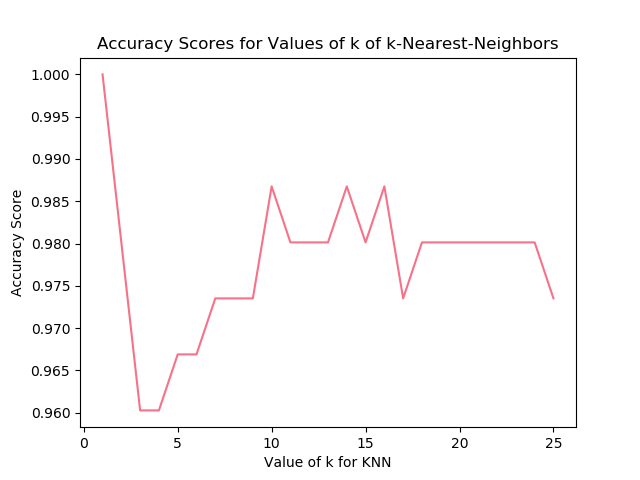 Accuracy Scores for Values of k of k-Nearest-Neighbors
1.000
0.995
0.990
0.985
0.980
0.975
0.970
0.965
0.960
Accuracy Score
0 5 10 15 20 25
Value of k for KNN